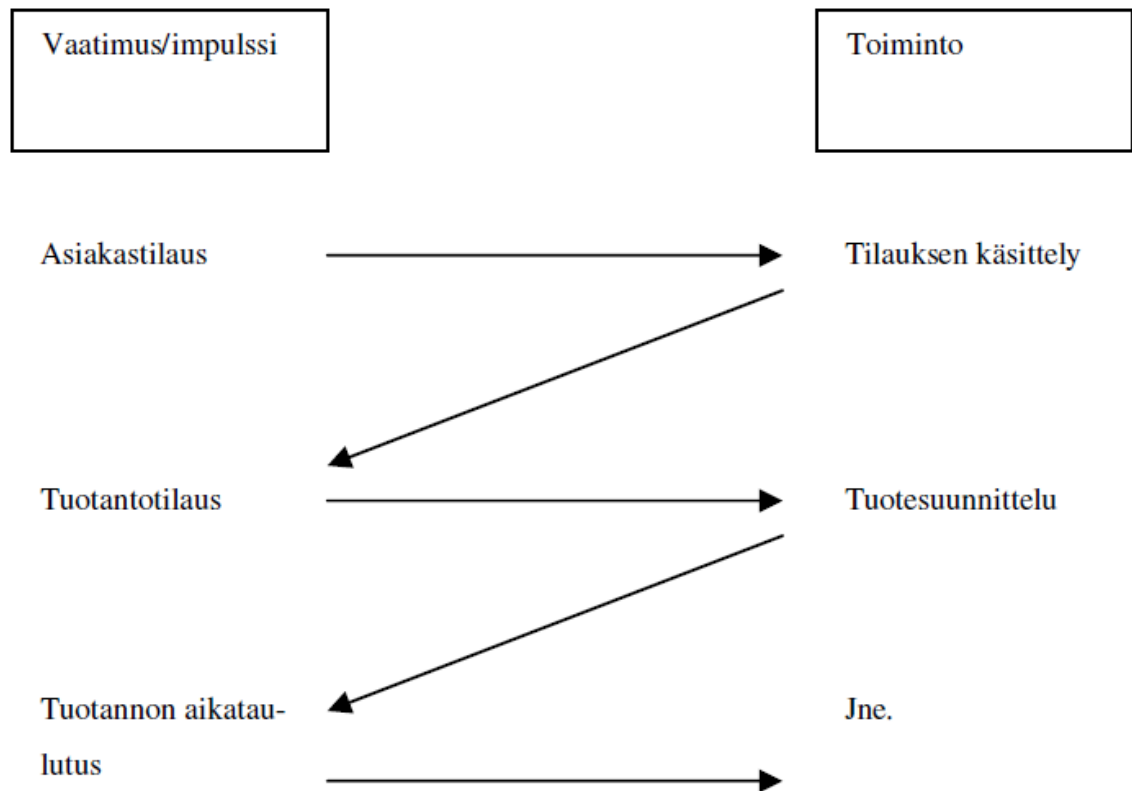 Vaatimus/impulssi
Toiminto
Asiakastilaus
Tilauksen käsittely
Tuotantotilaus
Tuotesuunnittelu
Tuotannon aikatau-
lutus
Jne.